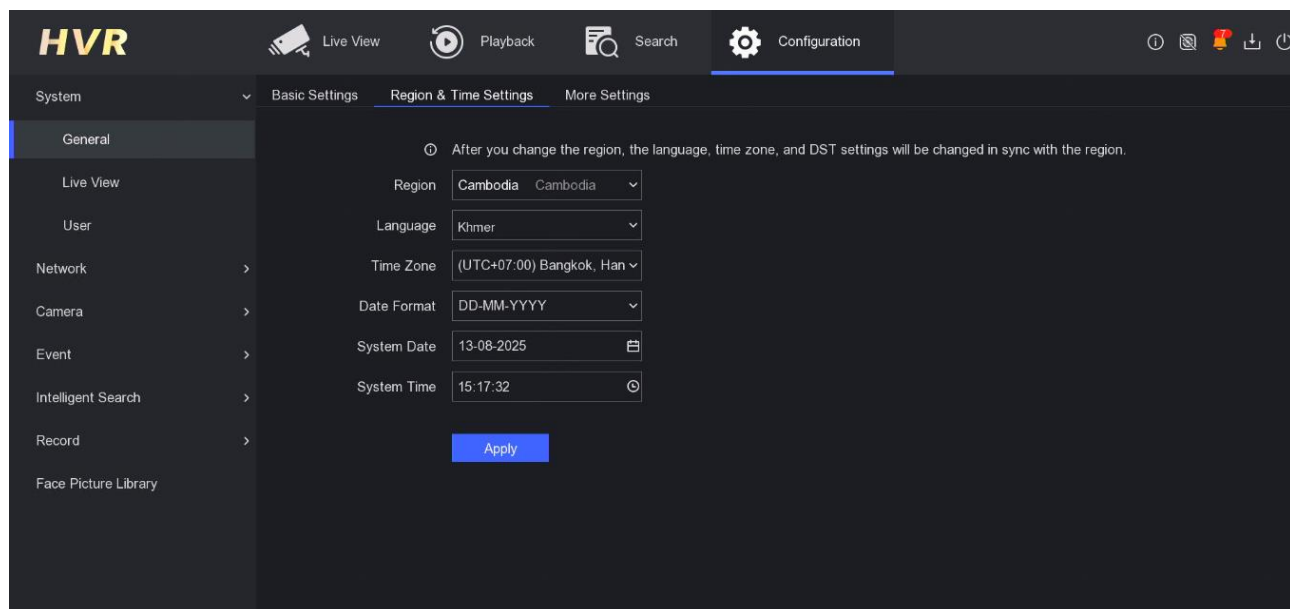 HVR
Live View
Playback
Search
Configuration
7
System
General
Live View
User
Network
Camera
Event
Intelligent Search
Record
Face Picture Library
Basic Settings
Region & Time Settings
More Settings
After you change the region, the language, time zone, and DST settings will be changed in sync with the region.
Region Cambodia Cambodia
Language Khmer
Time Zone (UTC+07:00) Bangkok, Han
Date Format DD-MM-YYYY
System Date 13-08-2025
System Time 15:17:32
Apply